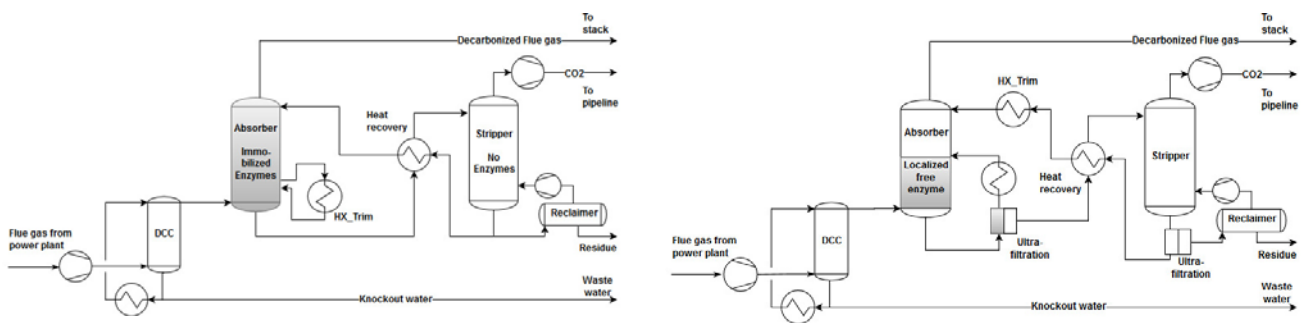 To
stack
Decarbonized Flue gas
CO2
To
pipeline
Heat
recovery
Absorber
Immo-
bilized
Enzymes
Stripper
No
Enzymes
HX_Trim
Reclaimer
Residue
DCC
Flue gas from
power plant
Waste
water
Knockout water
To
stack
Decarbonized Flue gas
CO2
To
pipeline
HX_Trim
Absorber
Localized
free
enzyme
Stripper
Heat
recovery
Reclaimer
Residue
Ultra-
filtration
Ultra-
filtration
DCC
Flue gas from
power plant
Waste
water
Knockout water